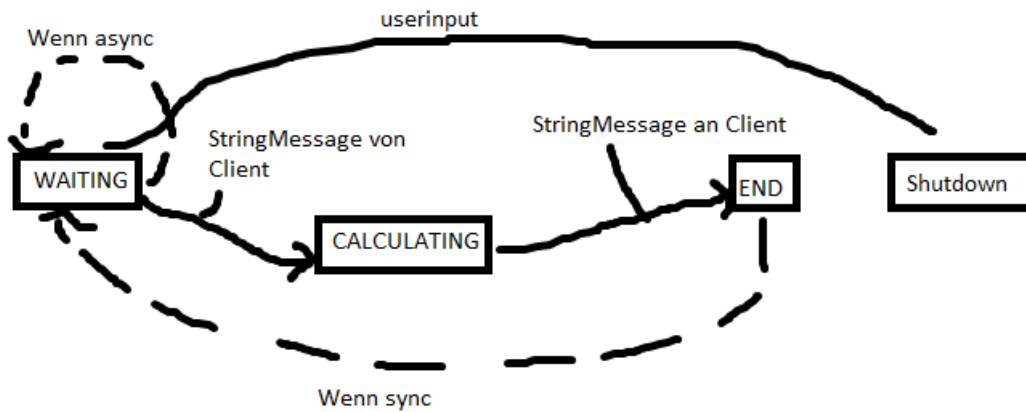 userinput
Wenn async
StringMessage von
Client
StringMessage an Client
WAITING
END
Shutdown
CALCULATING
Wenn sync